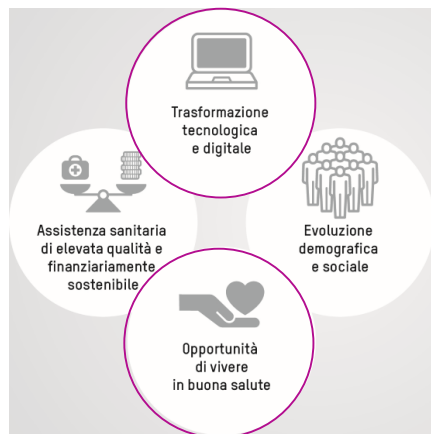 Trasformazione
tecnologica
e digitale
Assistenza sanitaria
di elevata qualità e
finanziariamente
sostenibile
Evoluzione
demografica
e sociale
Opportunità
di vivere
in buona salute